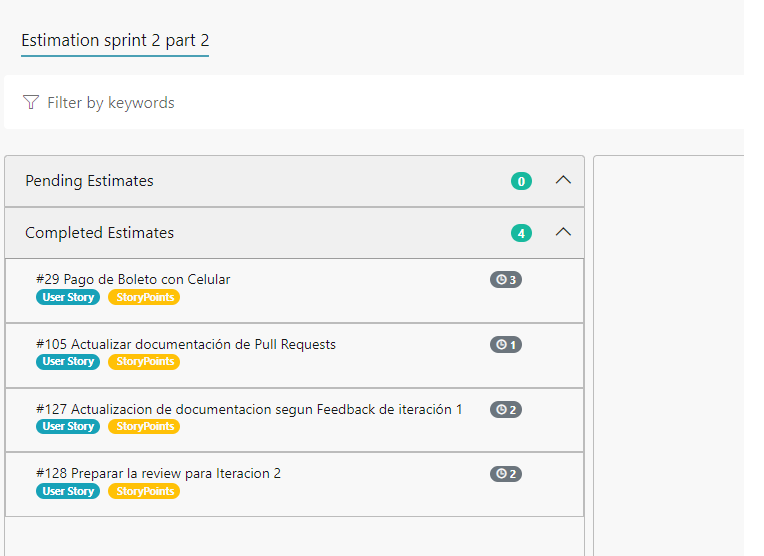 Estimation sprint 2 part 2
Filter by keywords
Pending Estimates 0
Completed Estimates 4
#29 Pago de Boleto con Celular 3
User Story StoryPoints
#105 Actualizar documentación de Pull Requests 1
User Story StoryPoints
#127 Actualizacion de documentacion segun Feedback de iteración 1 2
User Story StoryPoints
#128 Preparar la review para Iteracion 2 2
User Story StoryPoints